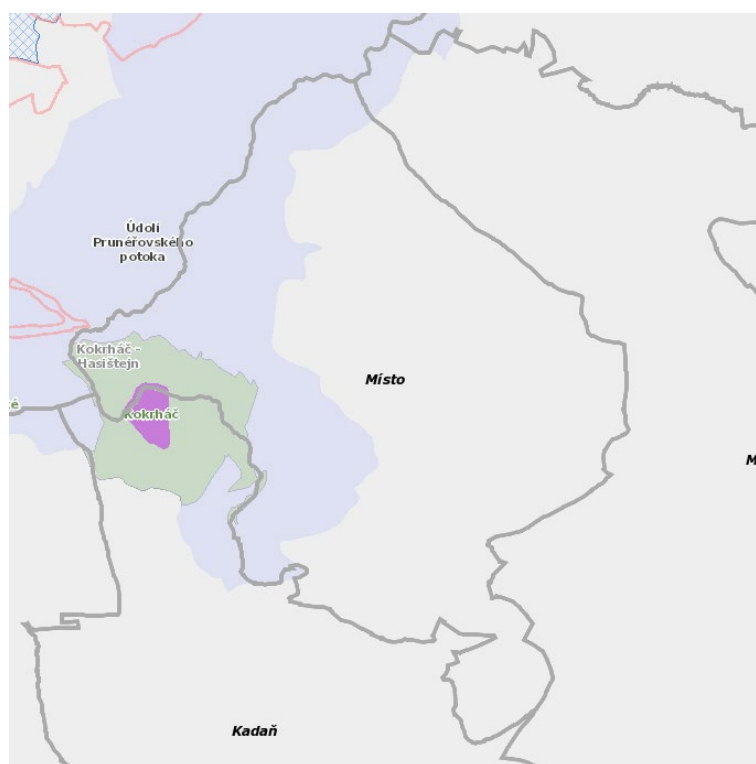 Údolí
Prunéřovského
potoka
Kokrháč -
Hasištejn
Místo
Kokrháč
M
Kadaň